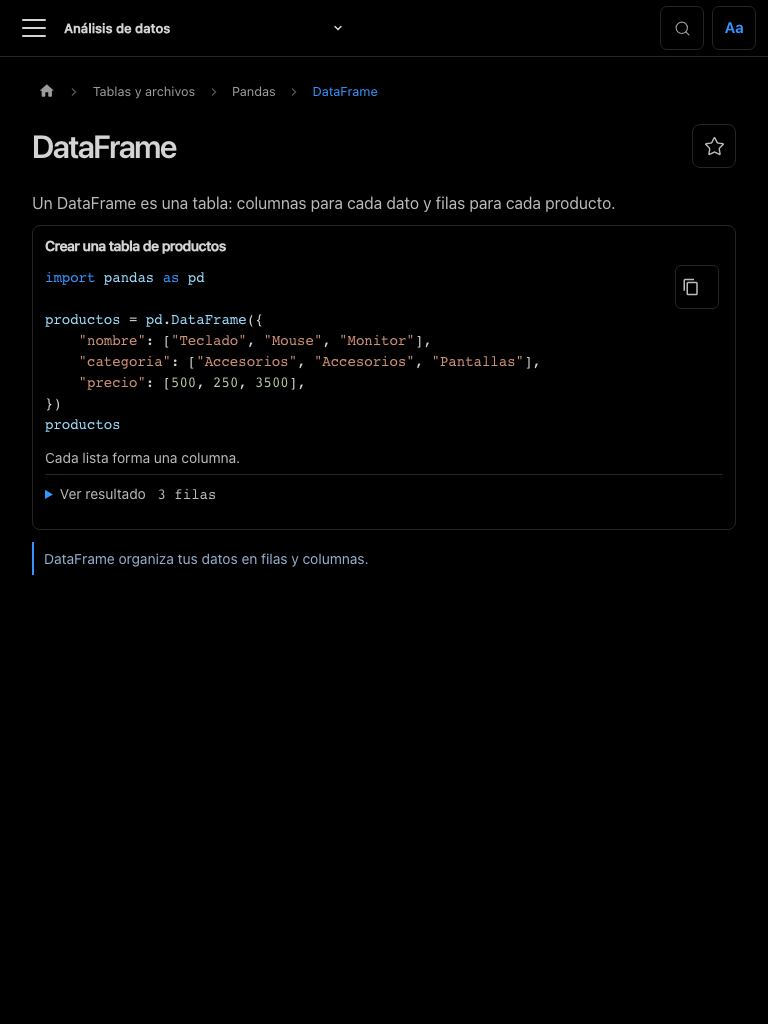 Análisis de datos
Aa
Tablas y archivos > Pandas > DataFrame
DataFrame
Un DataFrame es una tabla: columnas para cada dato y filas para cada producto.
Crear una tabla de productos
import pandas as pd
productos = pd.DataFrame({
    "nombre": ["Teclado", "Mouse", "Monitor"],
    "categoria": ["Accesorios", "Accesorios", "Pantallas"],
    "precio": [500, 250, 3500],
})
productos
Cada lista forma una columna.
Ver resultado 3 filas
DataFrame organiza tus datos en filas y columnas.